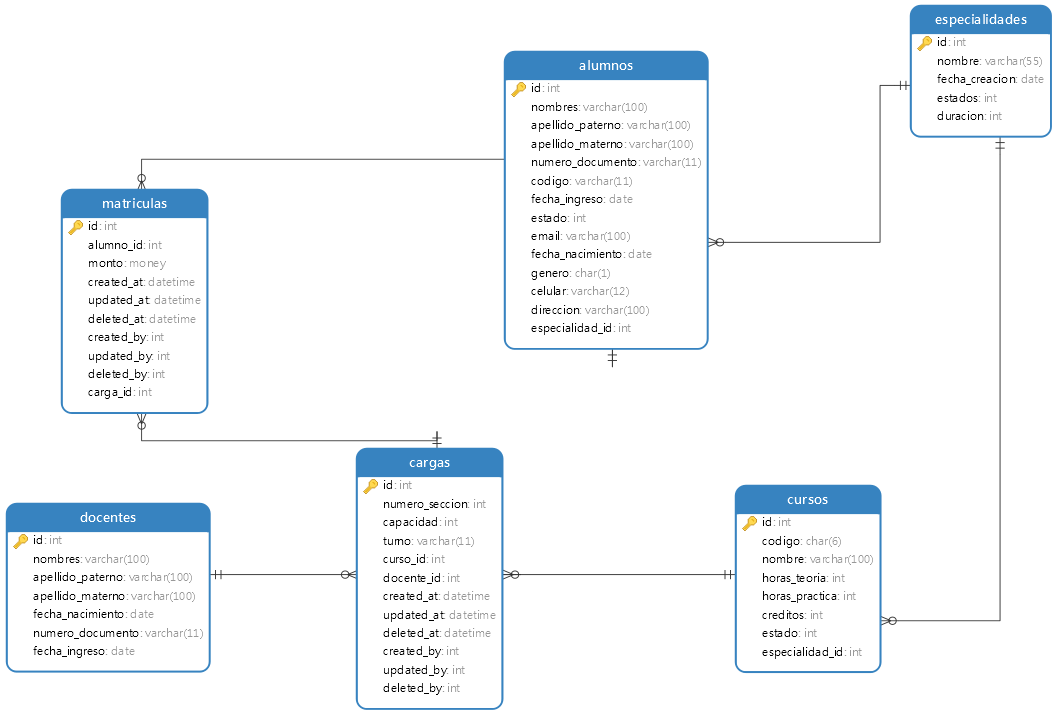 especialidades
id: int
nombre: varchar(55)
fecha_creacion: date
estados: int
duracion: int
alumnos
id: int
nombres: varchar(100)
apellido_paterno: varchar(100)
apellido_materno: varchar(100)
numero_documento: varchar(11)
codigo: varchar(11)
fecha_ingreso: date
estado: int
email: varchar(100)
fecha_nacimiento: date
genero: char(1)
celular: varchar(12)
direccion: varchar(100)
especialidad_id: int
matriculas
id: int
alumno_id: int
monto: money
created_at: datetime
updated_at: datetime
deleted_at: datetime
created_by: int
updated_by: int
deleted_by: int
carga_id: int
cargas
id: int
numero_seccion: int
capacidad: int
turno: varchar(11)
curso_id: int
docente_id: int
created_at: datetime
updated_at: datetime
deleted_at: datetime
created_by: int
updated_by: int
deleted_by: int
docentes
id: int
nombres: varchar(100)
apellido_paterno: varchar(100)
apellido_materno: varchar(100)
fecha_nacimiento: date
numero_documento: varchar(11)
fecha_ingreso: date
cursos
id: int
codigo: char(6)
nombre: varchar(100)
horas_teoria: int
horas_practica: int
creditos: int
estado: int
especialidad_id: int